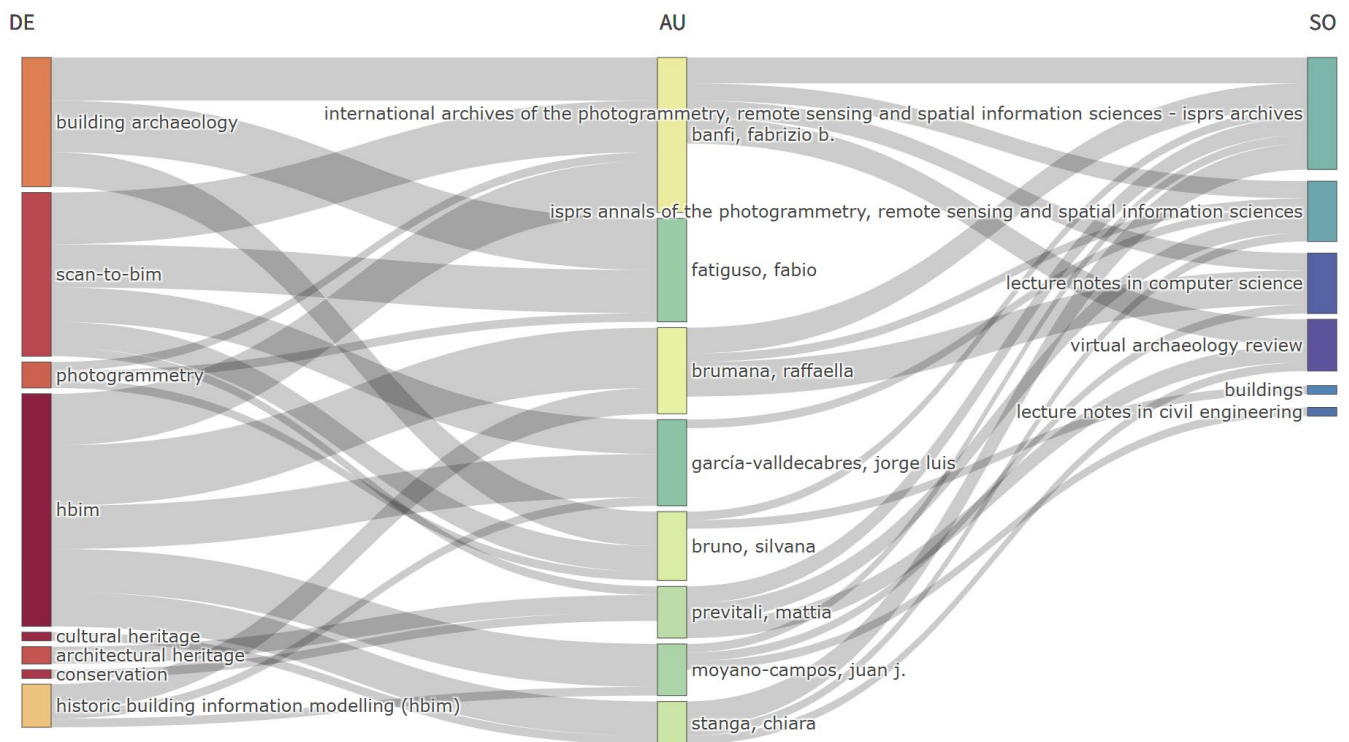 DE
AU
SO
building archaeology
scan-to-bim
photogrammetry
hbim
cultural heritage
architectural heritage
conservation
historic building information modelling (hbim)
banfi, fabrizio b.
fatiguso, fabio
brumana, raffaella
garcía-valldecabres, jorge luis
bruno, silvana
previtali, mattia
moyano-campos, juan j.
stanga, chiara
international archives of the photogrammetry, remote sensing and spatial information sciences - isprs archives
isprs annals of the photogrammetry, remote sensing and spatial information sciences
lecture notes in computer science
virtual archaeology review
buildings
lecture notes in civil engineering